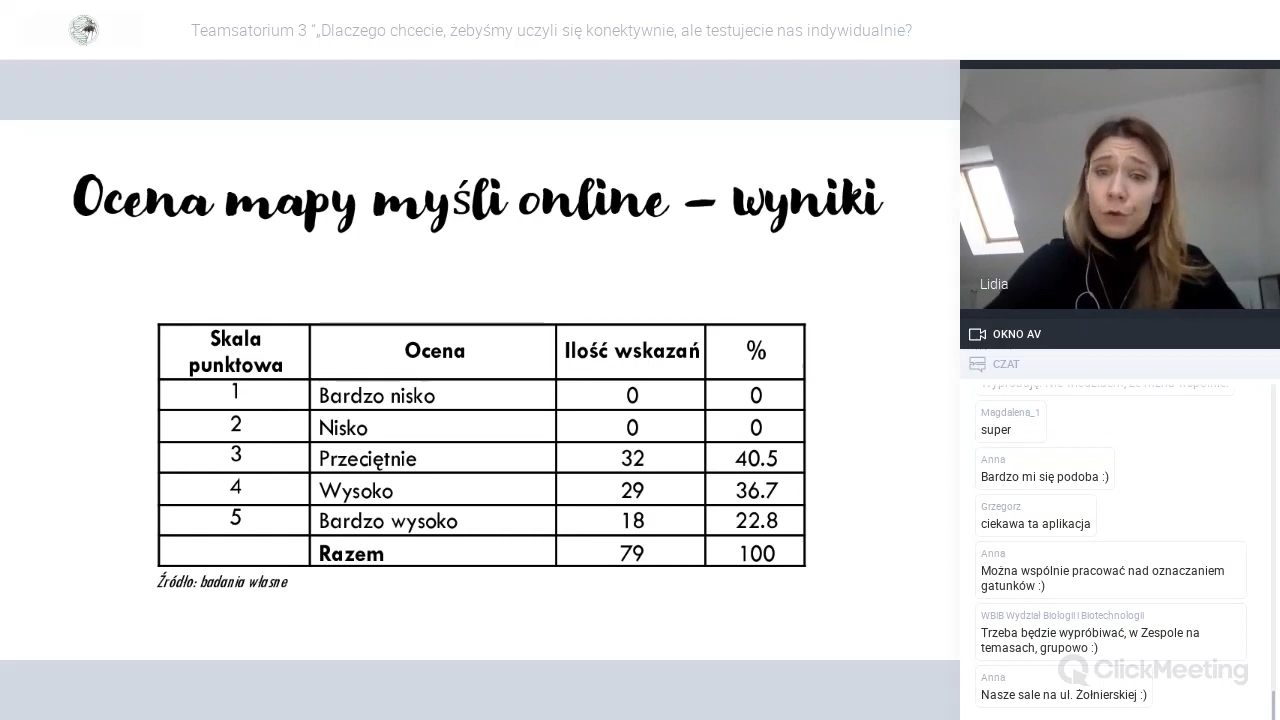 Teamsatorium 3 “„Dlaczego chcecie, żebyśmy uczyli się konektywnie, ale testujecie nas indywidualnie?
Ocena mapy myśli online – wyniki
Skala punktowa Ocena Ilość wskazań %
1 Bardzo nisko 0 0
2 Nisko 0 0
3 Przeciętnie 32 40.5
4 Wysoko 29 36.7
5 Bardzo wysoko 18 22.8
Razem 79 100
Źródło: badania własne
Lidia
OKNO AV
CZAT
Magdalena_1
super
Anna
Bardzo mi się podoba :)
Grzegorz
ciekawa ta aplikacja
Anna
Można wspólnie pracować nad oznaczaniem
gatunków :)
WBiB Wydział Biologii i Biotechnologii
Trzeba będzie wypróbiwać, w Zespole na
temasach, grupowo :)
Anna
Nasze sale na ul. Żołnierskiej :)
ClickMeeting